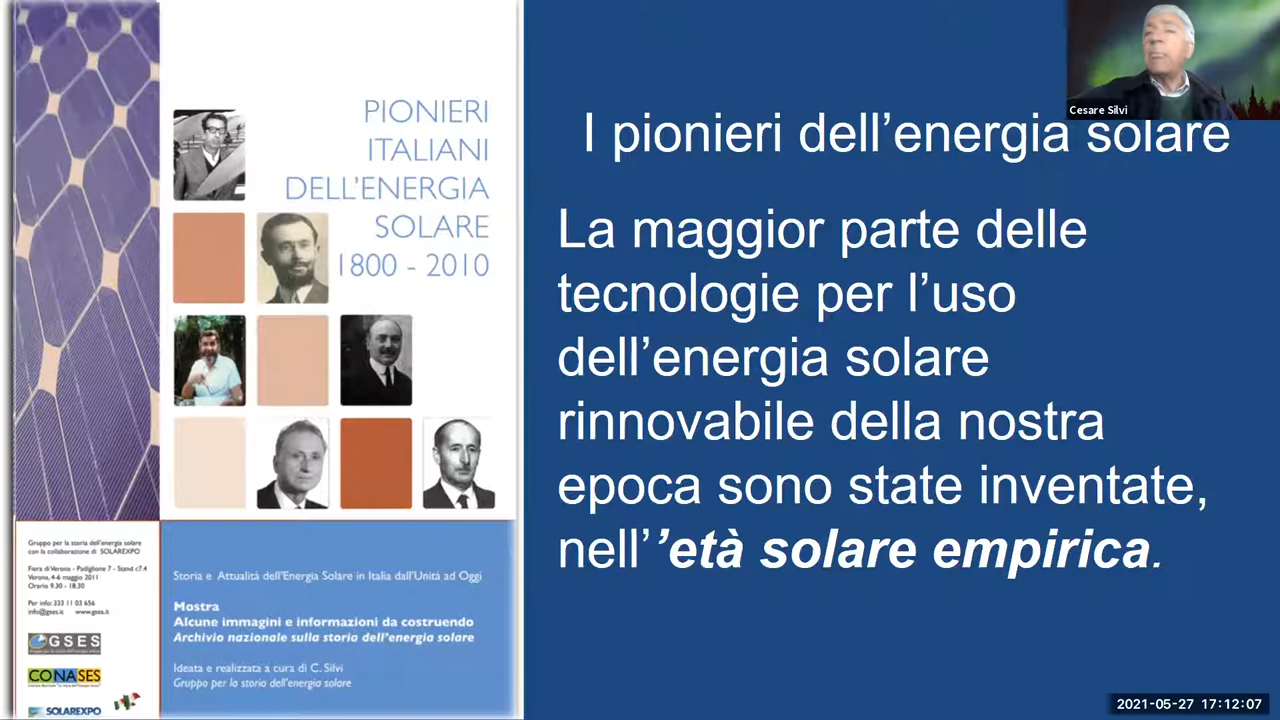 PIONIERI
ITALIANI
DELL'ENERGIA
SOLARE
1800 - 2010
Gruppo per la storia dell'energia solare
con la collaborazione di SOLAREXPO
Fiera di Verona - Padiglione 7 - Stand c7.4
Verona, 4-6 maggio 2011
Orario 9.30 - 18.30
Per info: 333 11 03 656
info@gses.it www.gses.it
GSES
CONASES
SOLAREXPO
Storia e Attualità dell'Energia Solare in Italia dall'Unità ad Oggi
Mostra
Alcune immagini e informazioni da costruendo
Archivio nazionale sulla storia dell'energia solare
Ideata e realizzata a cura di C. Silvi
Gruppo per la storia dell'energia solare
Cesare Silvi
I pionieri dell’energia solare
La maggior parte delle
tecnologie per l’uso
dell’energia solare
rinnovabile della nostra
epoca sono state inventate,
nell’’età solare empirica.
2021-05-27 17:12:07